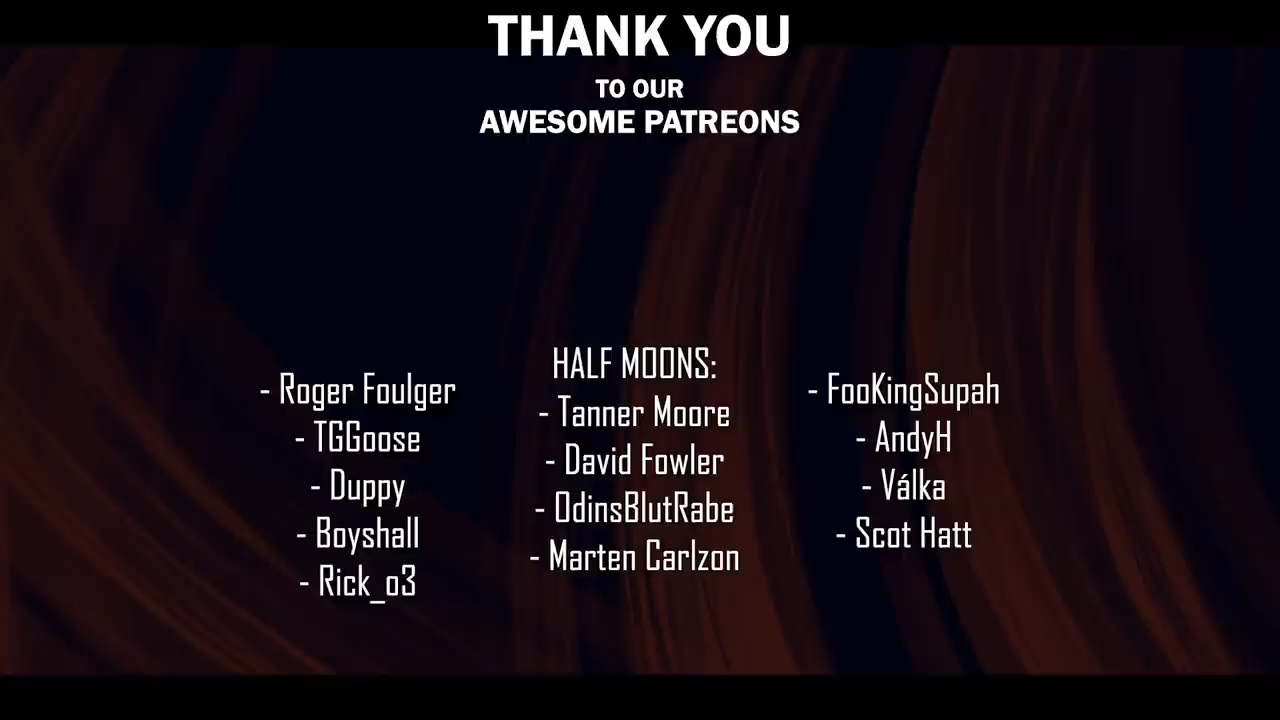 THANK YOU
TO OUR
AWESOME PATREONS
- Roger Foulger
- TGGoose
- Duppy
- Boyshall
- Rick_o3
HALF MOONS:
- Tanner Moore
- David Fowler
- OdinsBlutRabe
- Marten Carlzon
- FooKingSupah
- AndyH
- Válka
- Scot Hatt